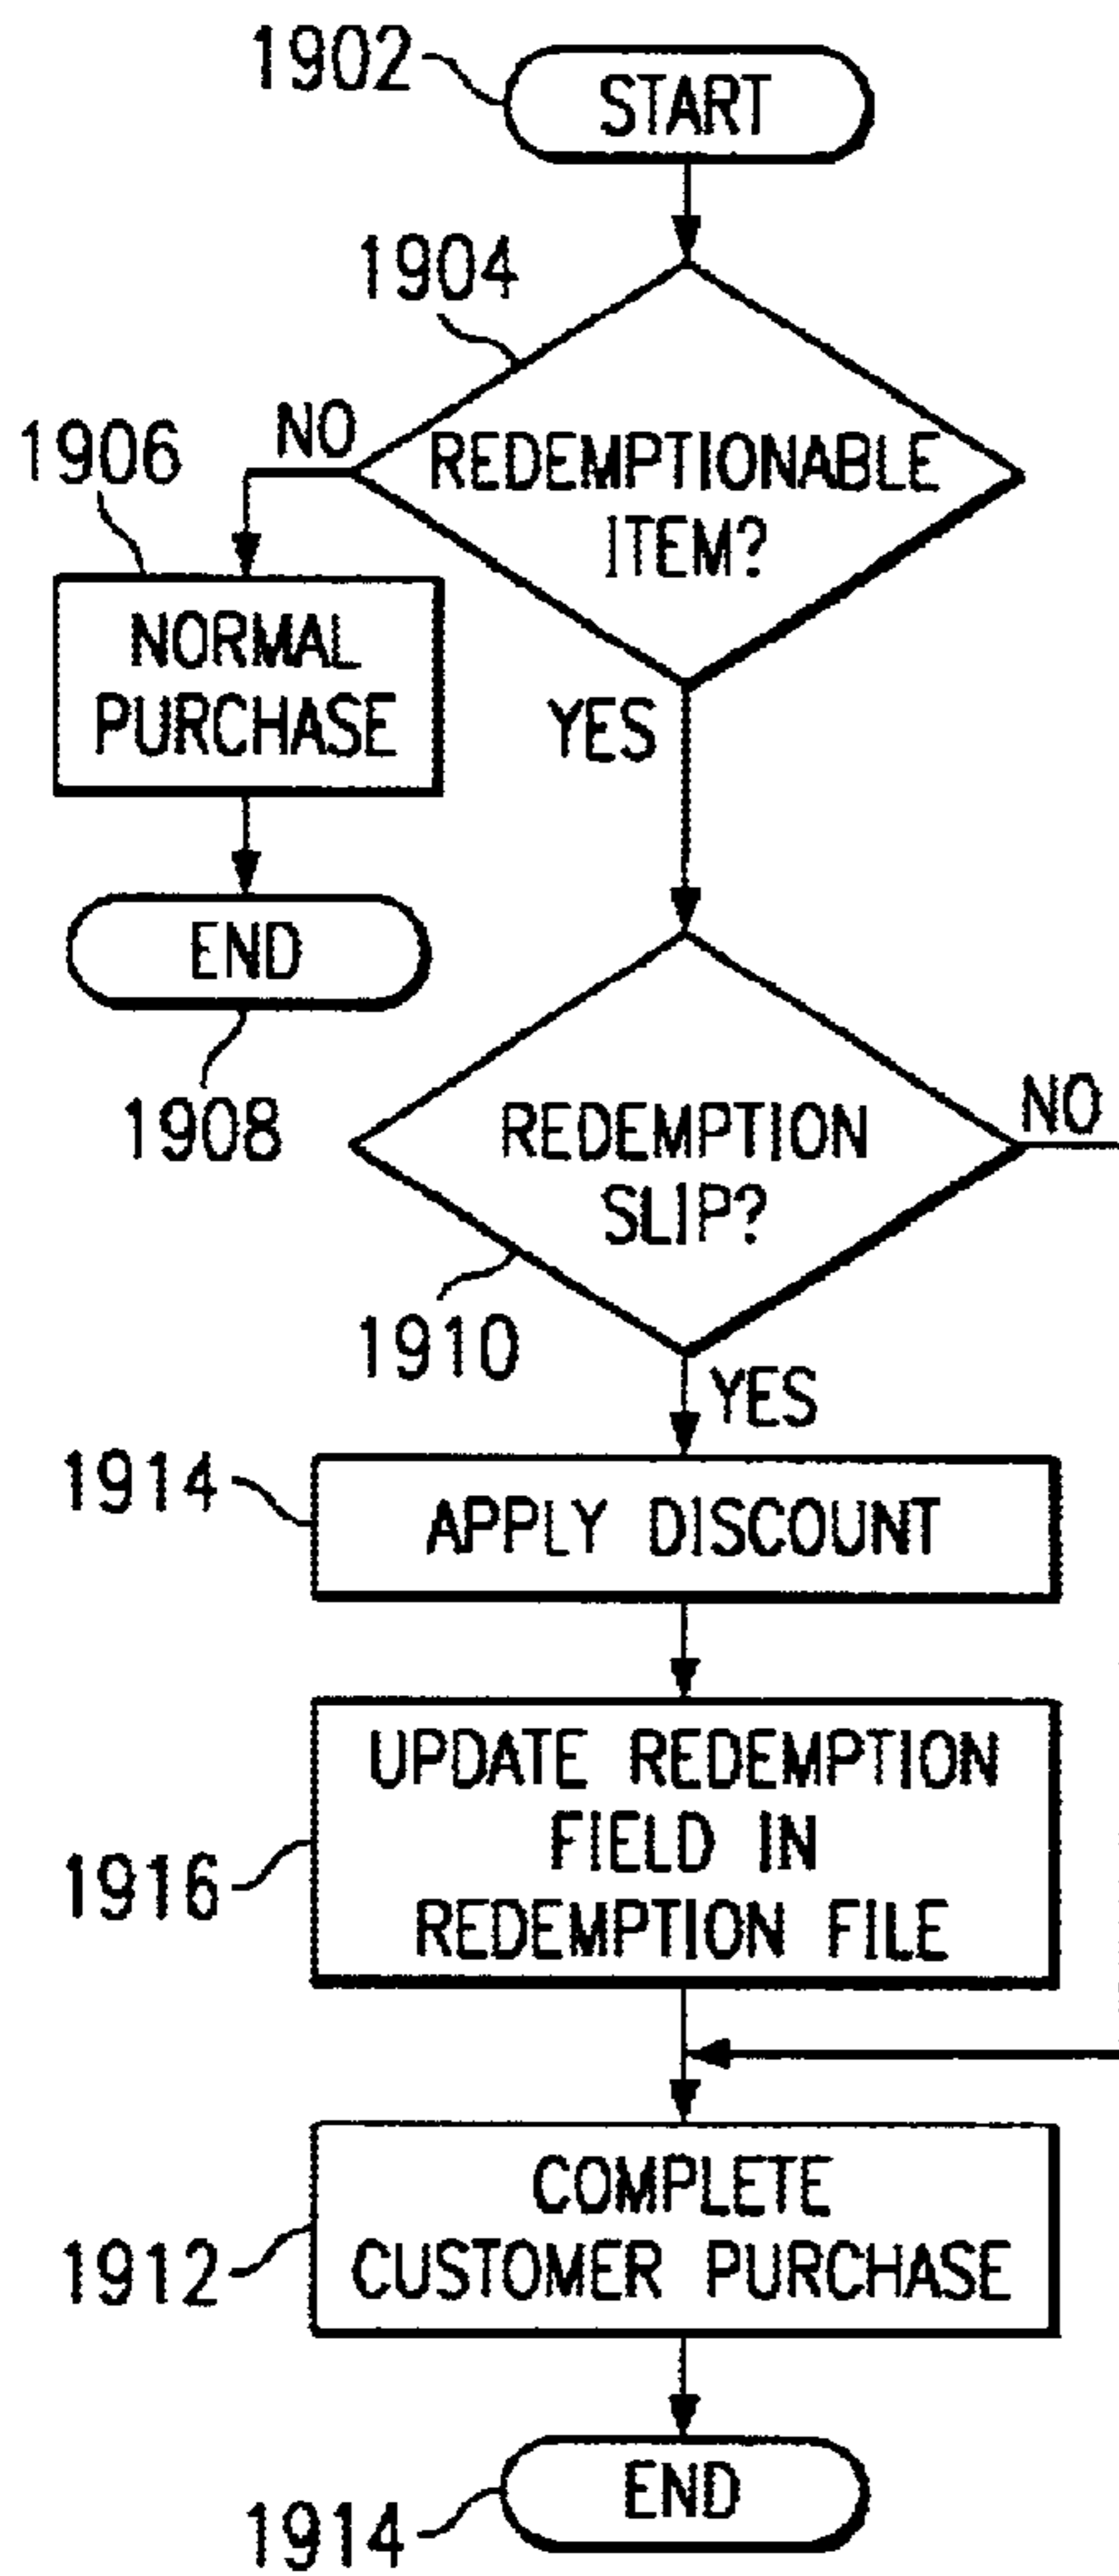 1902
START
1904
NO
1906
REDEMPTIONABLE
ITEM?
NORMAL
PURCHASE
YES
END
1908
NO
REDEMPTION
SLIP?
1910
YES
1914
APPLY DISCOUNT
UPDATE REDEMPTION
FIELD IN
1916
REDEMPTION FILE
COMPLETE
1912
CUSTOMER PURCHASE
END
1914